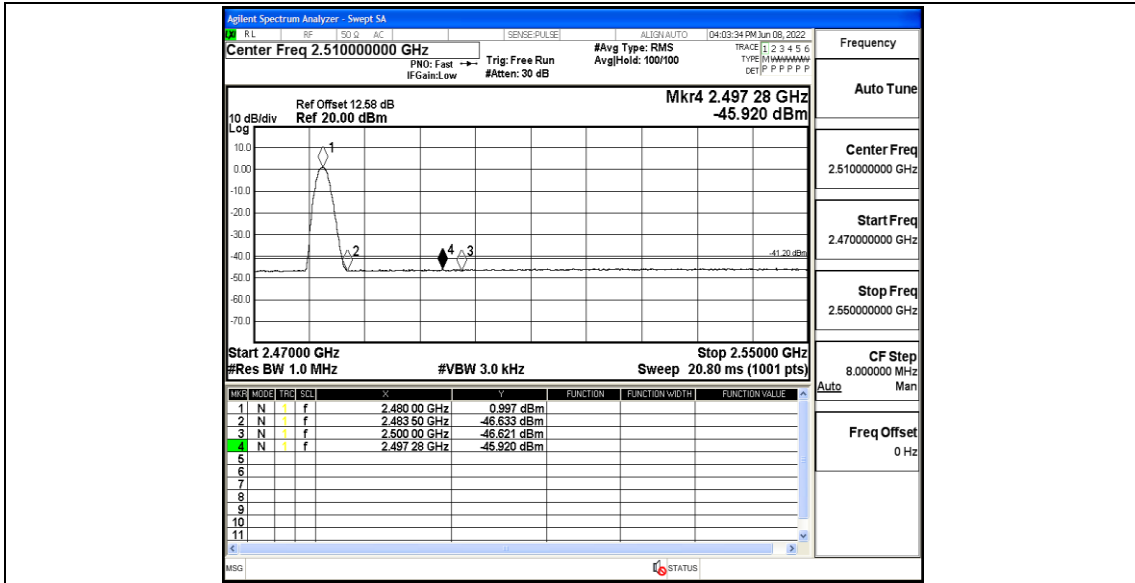 Agilent Spectrum Analyzer - Swept SA
LXI RL RF 50 Ω AC SENSE:PULSE ALIGN AUTO 04:03:34 PM Jun 08, 2022
Center Freq 2.510000000 GHz
#Avg Type: RMS
TRACE 1 2 3 4 5 6
PNO: Fast
Trig: Free Run
Avg|Hold: 100/100
TYPE M
IFGain:Low
#Atten: 30 dB
DET P P P P P P
Mkr4 2.497 28 GHz
-45.920 dBm
Ref Offset 12.58 dB
10 dB/div Ref 20.00 dBm
Log
10.0
0.00
-10.0
-20.0
-30.0
-40.0
-50.0
-60.0
-70.0
1
2
4
3
-41.20 dBm
Start 2.47000 GHz Stop 2.55000 GHz
#Res BW 1.0 MHz #VBW 3.0 kHz Sweep 20.80 ms (1001 pts)
MKR MODE TRC SCL X Y FUNCTION FUNCTION WIDTH FUNCTION VALUE
1 N 1 f 2.480 00 GHz 0.997 dBm
2 N 1 f 2.483 50 GHz -46.633 dBm
3 N 1 f 2.500 00 GHz -46.621 dBm
4 N 1 f 2.497 28 GHz -45.920 dBm
5
6
7
8
9
10
11
MSG STATUS
Frequency
Auto Tune
Center Freq
2.510000000 GHz
Start Freq
2.470000000 GHz
Stop Freq
2.550000000 GHz
CF Step
8.000000 MHz
Auto Man
Freq Offset
0 Hz